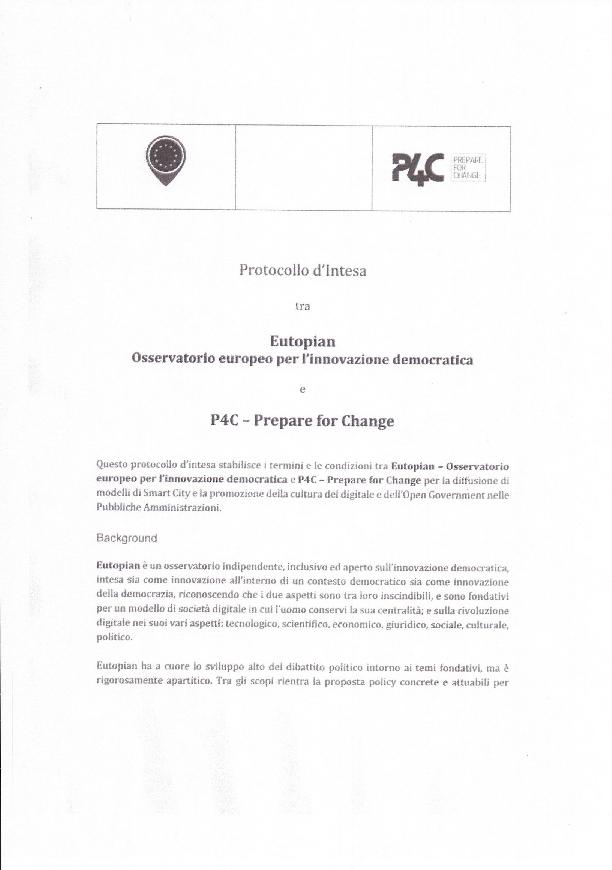 P4C PREPARE
FOR
CHANGE
Protocollo d'Intesa
tra
Eutopian
Osservatorio europeo per l'innovazione democratica
e
P4C – Prepare for Change
Questo protocollo d'intesa stabilisce i termini e le condizioni tra Eutopian – Osservatorio
europeo per l'innovazione democratica e P4C – Prepare for Change per la diffusione di
modelli di Smart City e la promozione della cultura del digitale e dell'Open Government nelle
Pubbliche Amministrazioni.
Background
Eutopian è un osservatorio indipendente, inclusivo ed aperto sull'innovazione democratica,
intesa sia come innovazione all'interno di un contesto democratico sia come innovazione
della democrazia, riconoscendo che i due aspetti sono tra loro inscindibili, e sono fondativi
per un modello di società digitale in cui l'uomo conservi la sua centralità; e sulla rivoluzione
digitale nei suoi vari aspetti: tecnologico, scientifico, economico, giuridico, sociale, culturale,
politico.
Eutopian ha a cuore lo sviluppo alto del dibattito politico intorno ai temi fondativi, ma è
rigorosamente apartitico. Tra gli scopi rientra la proposta policy concrete e attuabili per